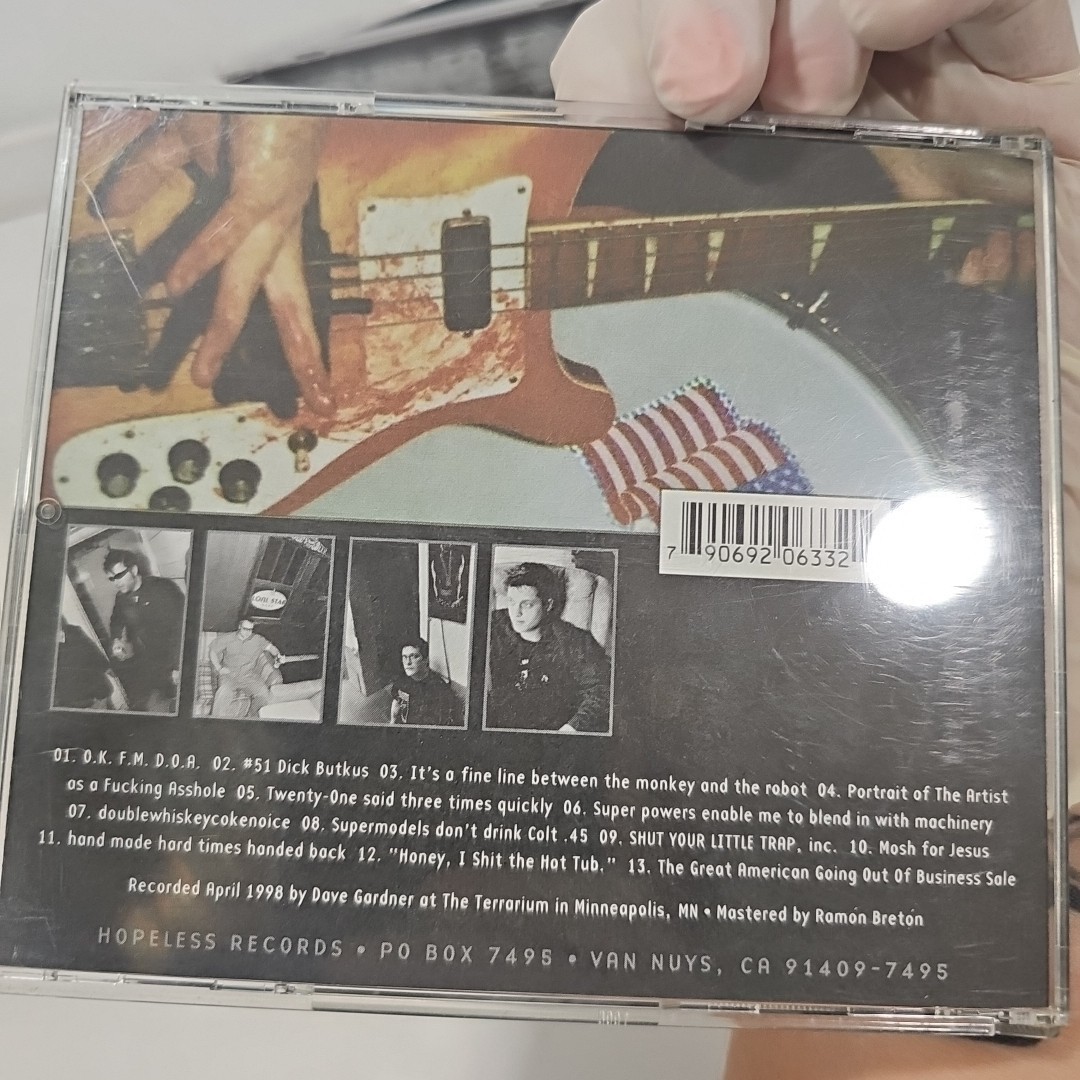 7 90692 06332
LONE STAR
01. O.K. F.M. D.O.A. 02. #51 Dick Butkus 03. It's a fine line between the monkey and the robot 04. Portrait of The Artist
as a Fucking Asshole 05. Twenty-One said three times quickly 06. Super powers enable me to blend in with machinery
07. doublewhiskeycokenoice 08. Supermodels don't drink Colt .45 09. SHUT YOUR LITTLE TRAP, inc. 10. Mosh for Jesus
11. hand made hard times handed back 12. "Honey, I Shit the Hot Tub." 13. The Great American Going Out Of Business Sale
Recorded April 1998 by Dave Gardner at The Terrarium in Minneapolis, MN • Mastered by Ramón Bretón
HOPELESS RECORDS • PO BOX 7495 • VAN NUYS, CA 91409-7495